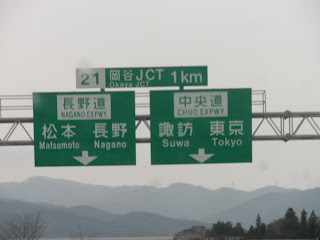 21 岡谷JCT 1km
Okaya JCT
長野道
NAGANO EXPWY
松本 長野
Matsumoto Nagano
中央道
CHUO EXPWY
諏訪 東京
Suwa Tokyo